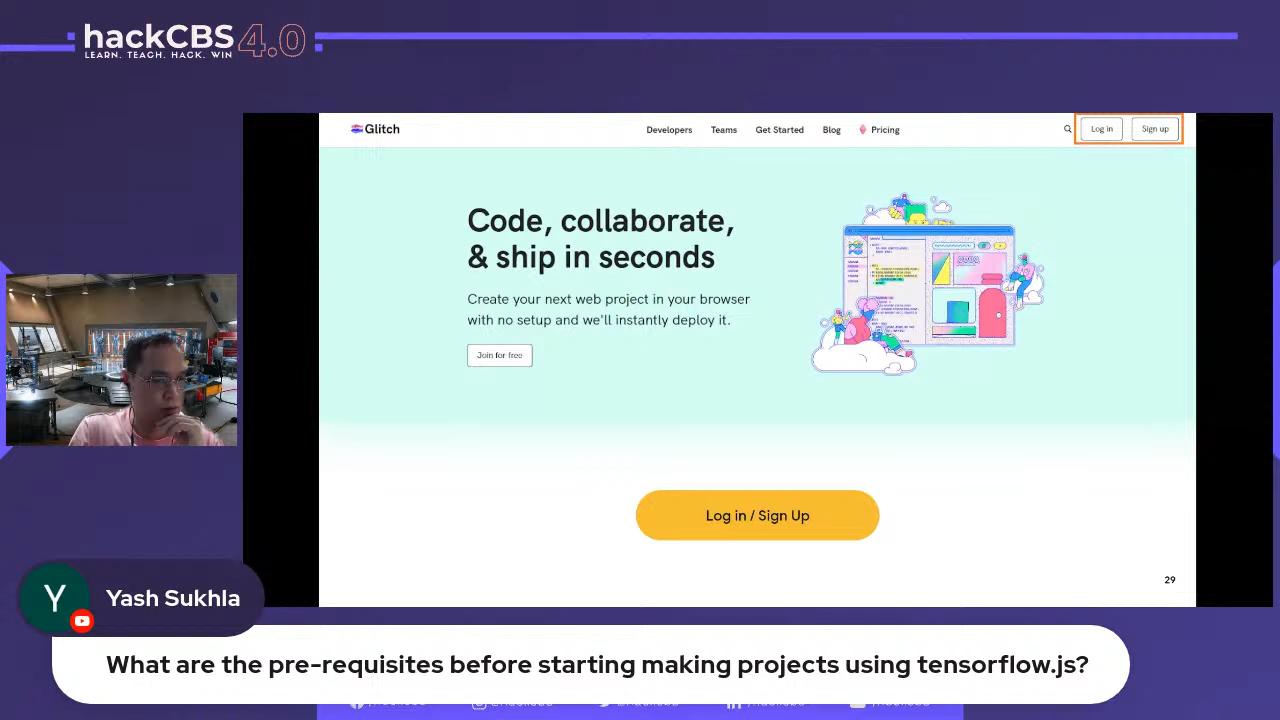 hackCBS 4.0
LEARN. TEACH. HACK. WIN
Glitch
Developers Teams Get Started Blog Pricing
Log in Sign up
Code, collaborate,
& ship in seconds
Create your next web project in your browser
with no setup and we'll instantly deploy it.
Join for free
Log in / Sign Up
29
Y
Yash Sukhla
What are the pre-requisites before starting making projects using tensorflow.js?